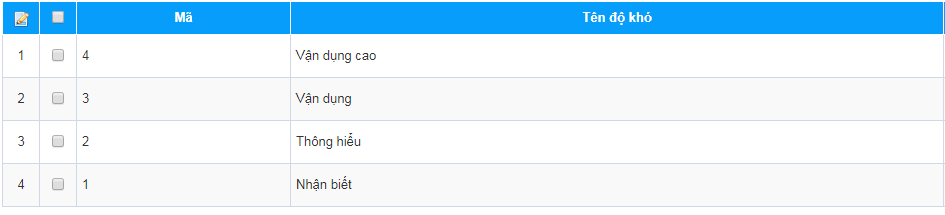 Mã Tên độ khó
1 4 Vận dụng cao
2 3 Vận dụng
3 2 Thông hiểu
4 1 Nhận biết